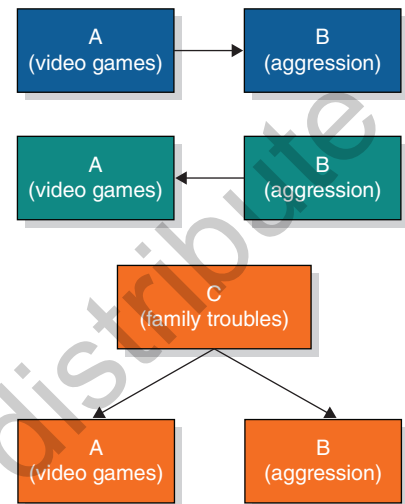 A
(video games)
B
(aggression)
A
(video games)
B
(aggression)
C
(family troubles)
A
(video games)
B
(aggression)
distribute